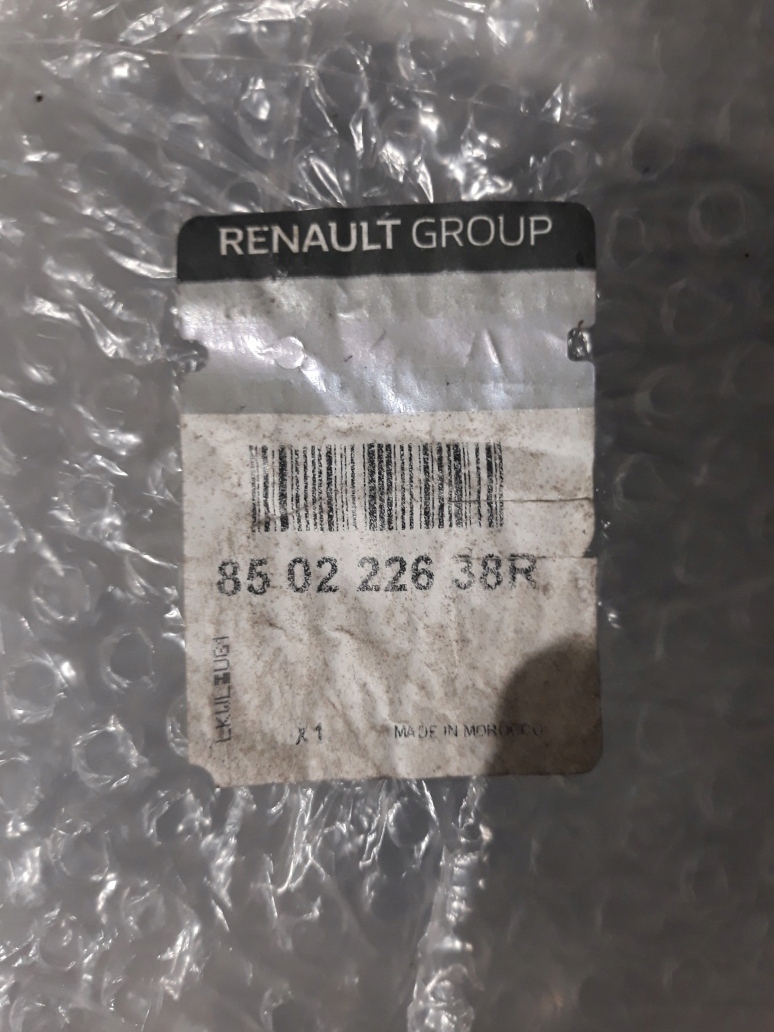 RENAULT GROUP
85 02 226 38R
x1
MADE IN MOROCCO